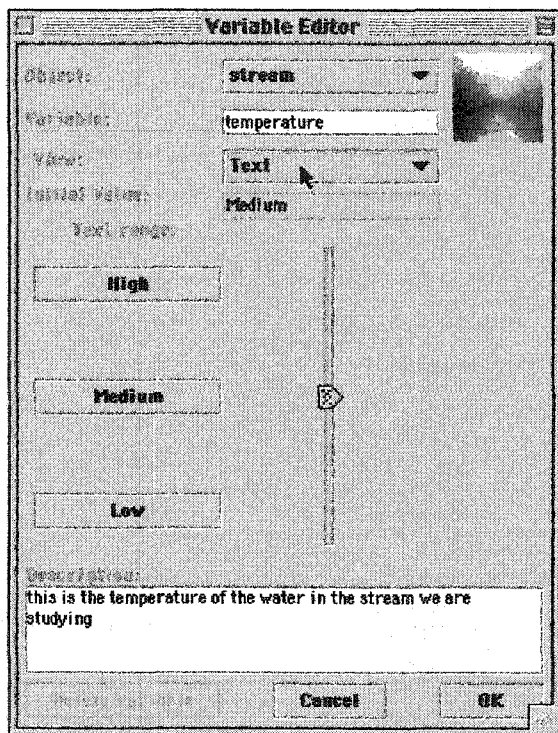 Variable Editor
Object: stream
Variable: temperature
View: Text
Initial Value: Medium
Text range:
High
Medium
Low
Description:
this is the temperature of the water in the stream we are
studying
Cancel OK